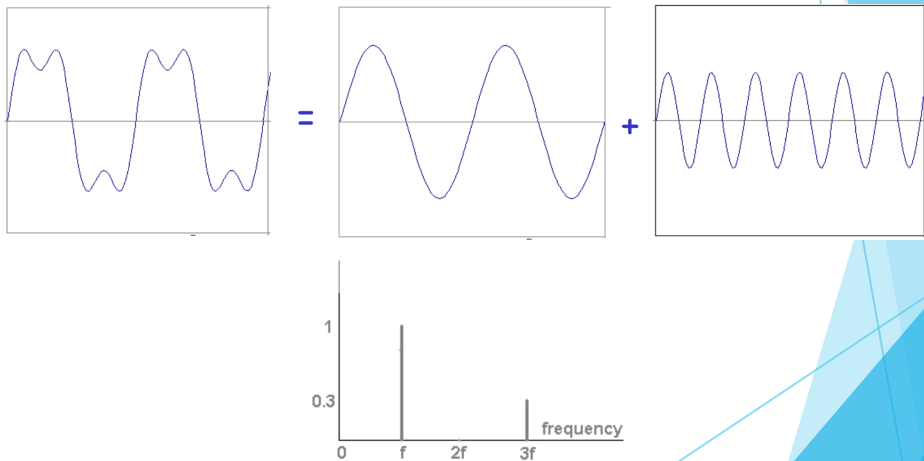 = +
1
0.3
frequency
0 f 2f 3f